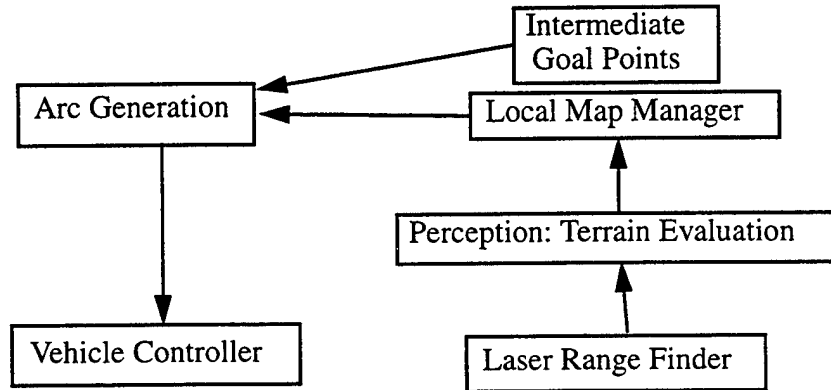 Intermediate
Goal Points
Arc Generation
Local Map Manager
Perception: Terrain Evaluation
Vehicle Controller
Laser Range Finder